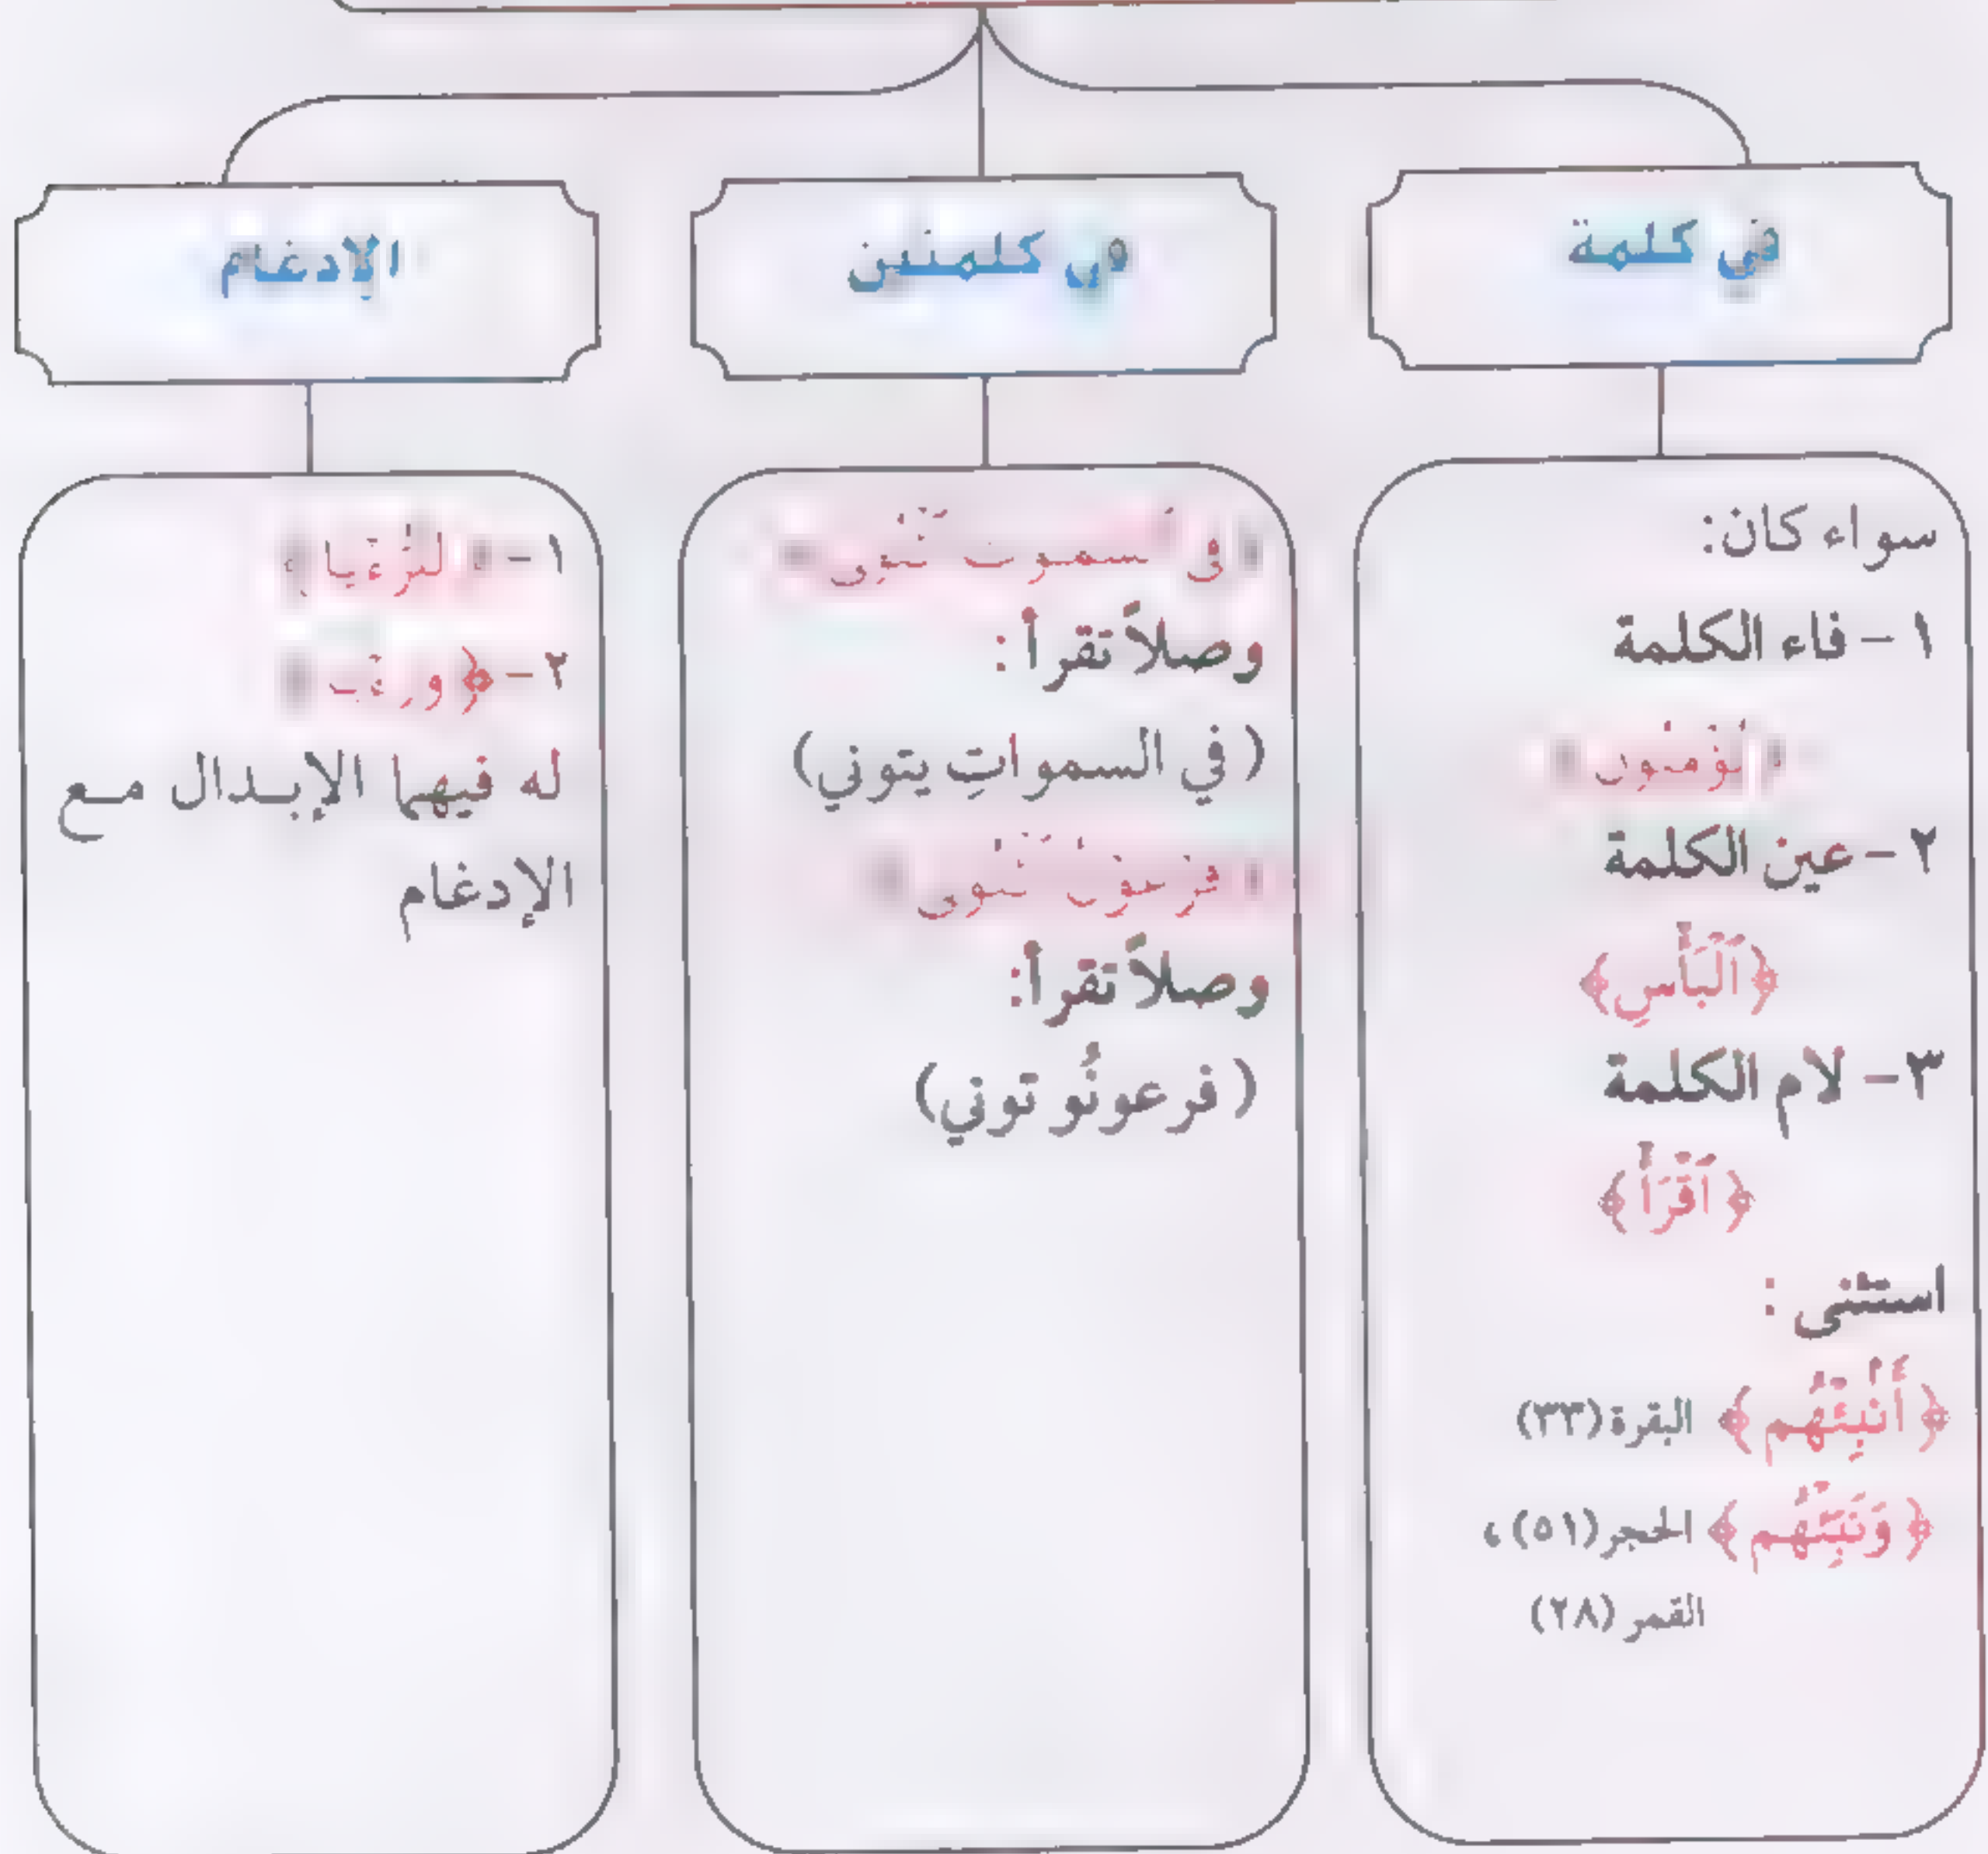 في كلمة
في كلمتين
الإدغام
سواء كان:
١ - فاء الكلمة
٢ - عين الكلمة
﴿ٱلْبَأْسِ﴾
٣ - لام الكلمة
﴿ٱقْرَأْ﴾
استثنى :
﴿أَنۢبِئْهُم﴾ البقرة (٣٣)
﴿وَنَبِّئْهُم﴾ الحجر (٥١) ،
القمر (٢٨)
وصلاً تقرأ :
( في السمواتِ يتوني)
وصلاً تقرأ:
( فرعونُو توني)
١ -
٢ -
له فيهما الإبدال مع
الإدغام